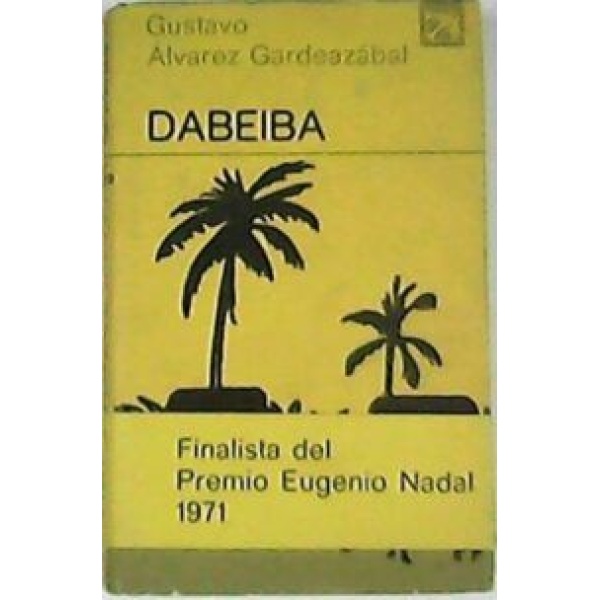 Gustavo
Alvarez Gardeazábal
DABEIBA
Finalista del
Premio Eugenio Nadal
1971